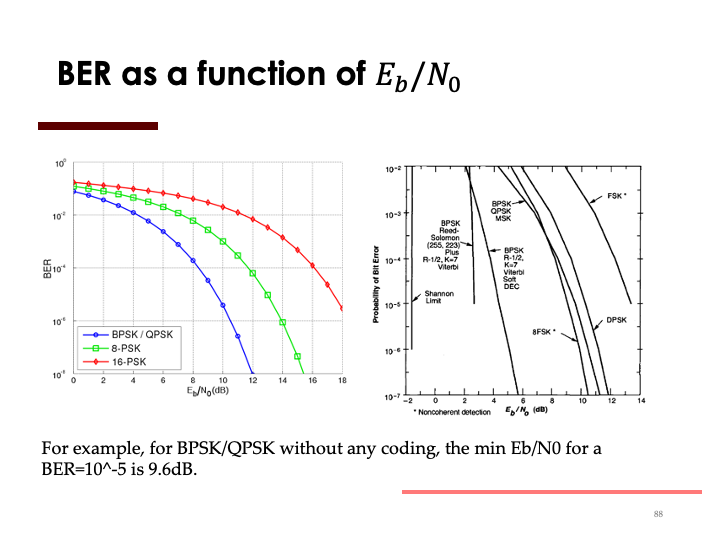 BER as a function of E_b/N_0
10^0
10^-2
10^-4
10^-6
10^-8
BER
BPSK / QPSK
8-PSK
16-PSK
0 2 4 6 8 10 12 14 16 18
E_b/N_0(dB)
10^-2
10^-3
10^-4
10^-5
10^-6
10^-7
Probability of Bit Error
FSK *
BPSK
QPSK
MSK
BPSK
Reed-
Solomon
(255, 223)
Plus
R-1/2, K=7
Viterbi
BPSK
R-1/2,
K=7
Viterbi
Soft
DEC
Shannon
Limit
8FSK *
DPSK
−2 0 2 4 6 8 10 12 14
* Noncoherent detection
E_b/N_0 (dB)
For example, for BPSK/QPSK without any coding, the min Eb/N0 for a
BER=10^-5 is 9.6dB.
88